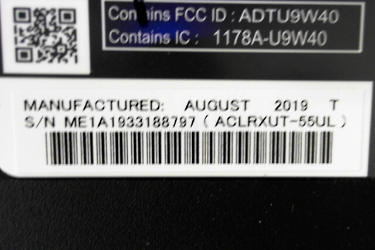 Contains FCC ID : ADTU9W40
Contains IC : 1178A-U9W40
MANUFACTURED: AUGUST 2019 T
S/N ME1A1933188797 ( ACLRXUT-55UL )